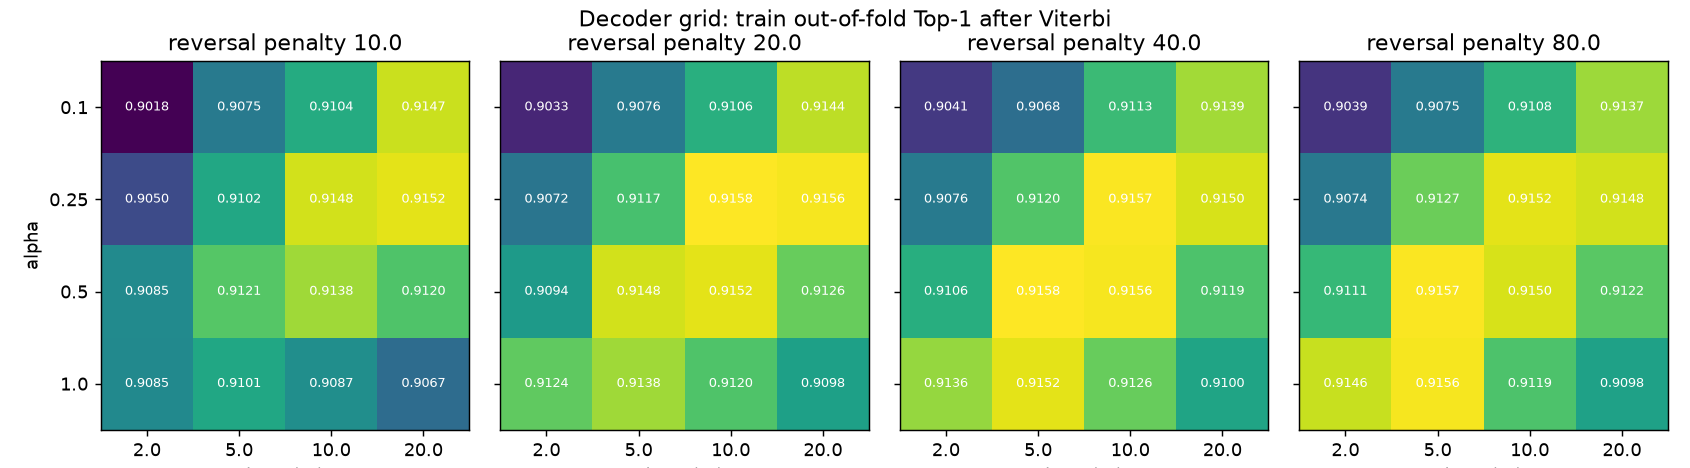 Decoder grid: train out-of-fold Top-1 after Viterbi
reversal penalty 10.0
reversal penalty 20.0
reversal penalty 40.0
reversal penalty 80.0
alpha
0.1 0.9018 0.9075 0.9104 0.9147 0.9033 0.9076 0.9106 0.9144 0.9041 0.9068 0.9113 0.9139 0.9039 0.9075 0.9108 0.9137
0.25 0.9050 0.9102 0.9148 0.9152 0.9072 0.9117 0.9158 0.9156 0.9076 0.9120 0.9157 0.9150 0.9074 0.9127 0.9152 0.9148
0.5 0.9085 0.9121 0.9138 0.9120 0.9094 0.9148 0.9152 0.9126 0.9106 0.9158 0.9156 0.9119 0.9111 0.9157 0.9150 0.9122
1.0 0.9085 0.9101 0.9087 0.9067 0.9124 0.9138 0.9120 0.9098 0.9136 0.9152 0.9126 0.9100 0.9146 0.9156 0.9119 0.9098
2.0 5.0 10.0 20.0 2.0 5.0 10.0 20.0 2.0 5.0 10.0 20.0 2.0 5.0 10.0 20.0